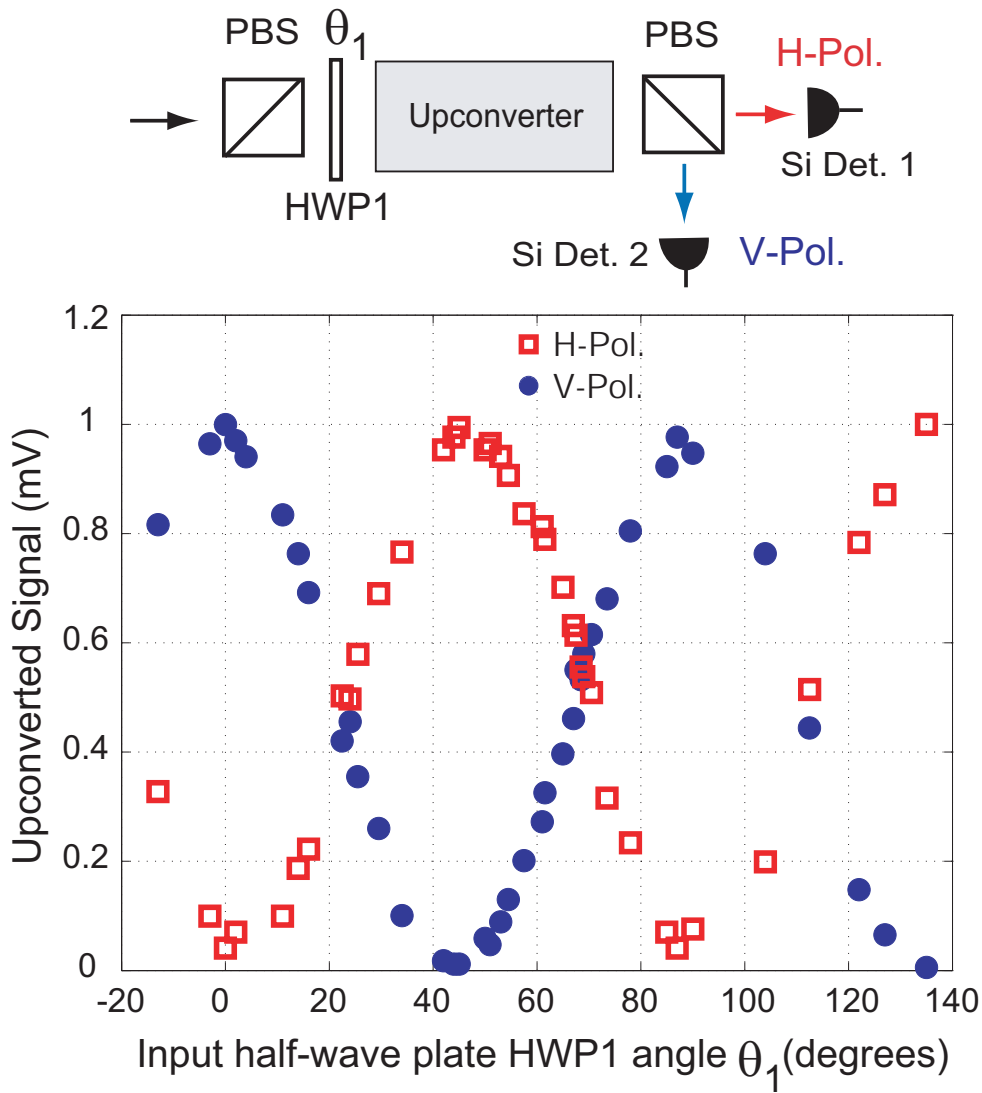 PBS θ1 PBS
H-Pol.
Upconverter
Si Det. 1
HWP1
Si Det. 2 V-Pol.
1.2
H-Pol.
V-Pol.
1
0.8
0.6
0.4
0.2
0
Upconverted Signal (mV)
-20 0 20 40 60 80 100 120 140
Input half-wave plate HWP1 angle θ1(degrees)